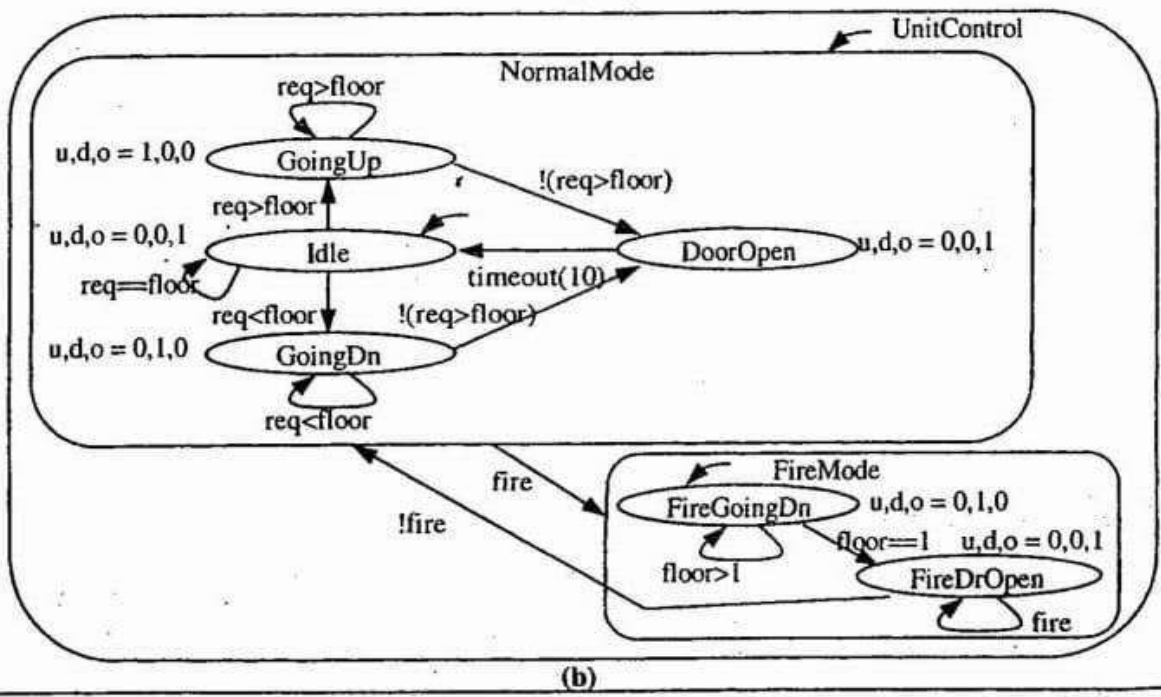 UnitControl
NormalMode
req>floor
u,d,o = 1,0,0
GoingUp
!(req>floor)
req>floor
u,d,o = 0,0,1
Idle
DoorOpen
u,d,o = 0,0,1
req==floor
timeout(10)
req<floor
!(req>floor)
u,d,o = 0,1,0
GoingDn
req<floor
fire
FireMode
!fire
FireGoingDn
u,d,o = 0,1,0
floor==1
u,d,o = 0,0,1
floor>1
FireDrOpen
fire
(b)